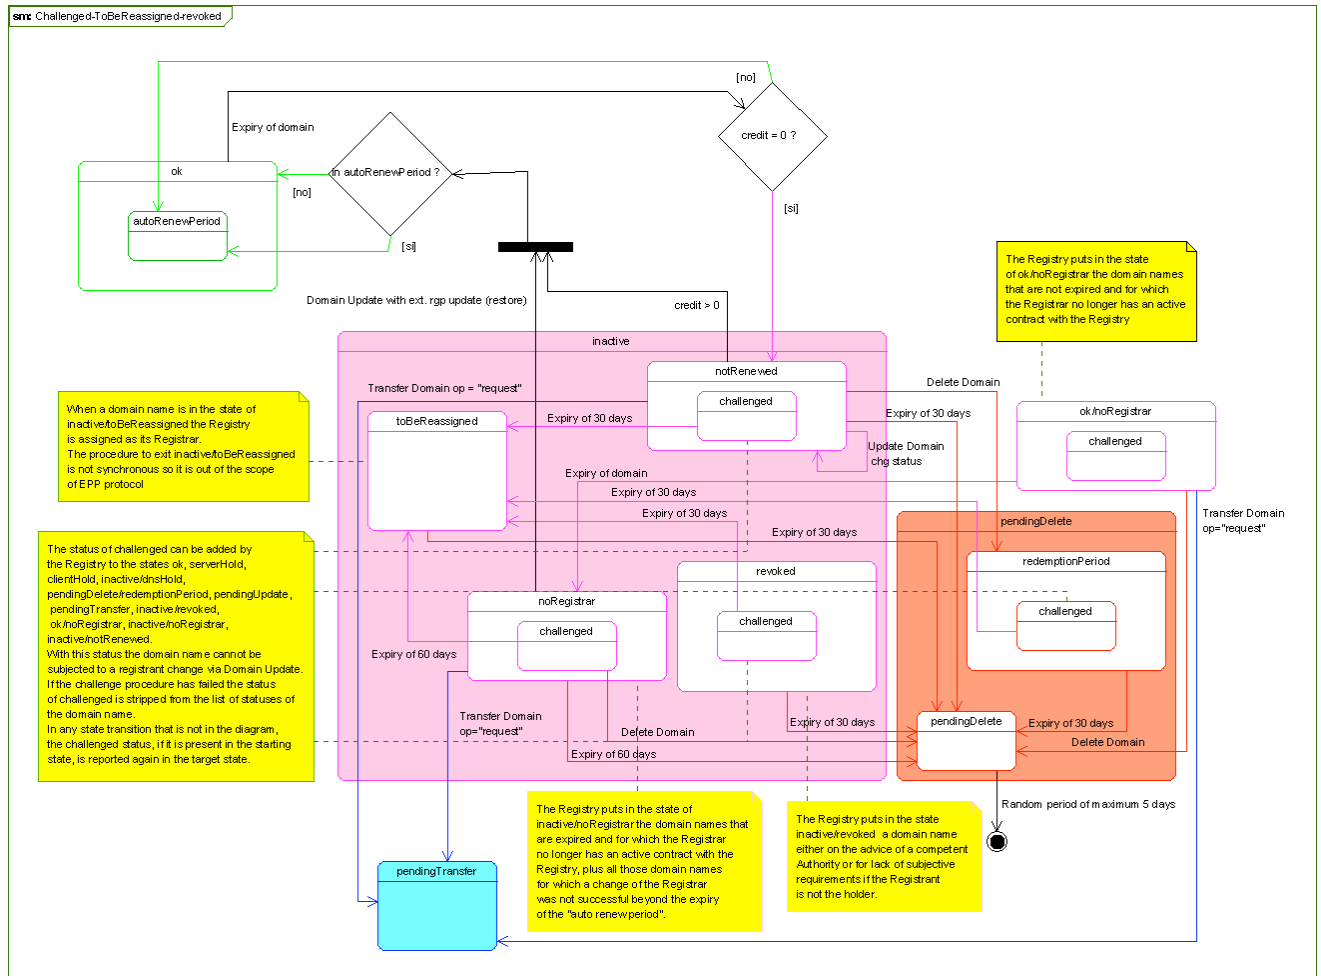 sm: Challenged-ToBeReassigned-revoked
[no]
Expiry of domain
credit = 0 ?
ok
in autoRenewPeriod ?
[no]
[si]
autoRenewPeriod
[si]
The Registry puts in the state
of ok/noRegistrar the domain names
that are not expired and for which
the Registrar no longer has an active
contract with the Registry
Domain Update with ext. rgp update (restore)
credit > 0
inactive
notRenewed
Transfer Domain op = "request"
Delete Domain
challenged
ok/noRegistrar
toBeReassigned
Expiry of 30 days
Expiry of 30 days
challenged
When a domain name is in the state of
inactive/toBeReassigned the Registry
is assigned as its Registrar.
The procedure to exit inactive/toBeReassigned
is not synchronous so it is out of the scope
of EPP protocol
Update Domain
chg status
Expiry of domain
Expiry of 30 days
Expiry of 30 days
Transfer Domain
op="request"
pendingDelete
Expiry of 30 days
The status of challenged can be added by
the Registry to the states ok, serverHold,
clientHold, inactive/dnsHold,
pendingDelete/redemptionPeriod, pendingUpdate,
pendingTransfer, inactive/revoked,
ok/noRegistrar, inactive/noRegistrar,
inactive/notRenewed.
With this status the domain name cannot be
subjected to a registrant change via Domain Update.
If the challenge procedure has failed the status
of challenged is stripped from the list of statuses of
the domain name.
In any state transition that is not in the diagram,
the challenged status, if it is present in the starting
state, is reported again in the target state.
redemptionPeriod
revoked
noRegistrar
challenged
challenged
challenged
Expiry of 60 days
Transfer Domain
op="request"
Expiry of 30 days
pendingDelete
Expiry of 30 days
Delete Domain
Delete Domain
Expiry of 60 days
Random period of maximum 5 days
The Registry puts in the state of
inactive/noRegistrar the domain names that
are expired and for which the Registrar
no longer has an active contract with the
Registry, plus all those domain names
for which a change of the Registrar
was not successful beyond the expiry
of the "auto renew period".
The Registry puts in the state
inactive/revoked a domain name
either on the advice of a competent
Authority or for lack of subjective
requirements if the Registrant
is not the holder.
pendingTransfer